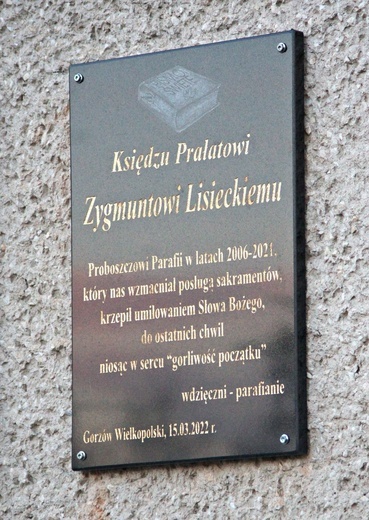 Księdzu Prałatowi
Zygmuntowi Lisieckiemu
Proboszczowi Parafii w latach 2006-2021,
który nas wzmacniał posługą sakramentów,
krzepił umiłowaniem Słowa Bożego,
do ostatnich chwil
niosąc w sercu "gorliwość początku"
wdzięczni - parafianie
Gorzów Wielkopolski, 15.03.2022 r.